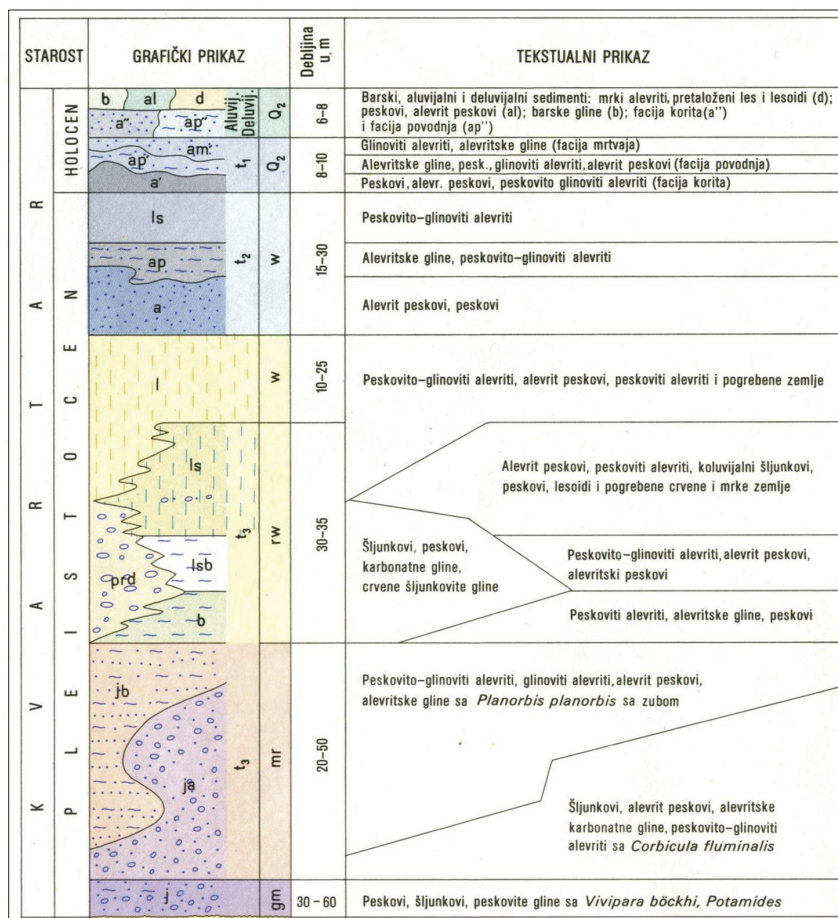 STAROST
GRAFIČKI PRIKAZ
Debljina
u, m
TEKSTUALNI PRIKAZ
KVARTAR
HOLOCEN
PLEISTOCEN
b al d
a'' ap''
Aluvij.
Deluvij.
Q₂
6–8
Barski, aluvijalni i deluvijalni sedimenti: mrki alevriti, pretaloženi les i lesoidi (d);
peskovi, alevrit peskovi (al); barske gline (b); facija korita(a'')
i facija povodnja (ap'')
am
ap'
a'
t₁
Q₂
8–10
Glinoviti alevriti, alevritske gline (facija mrtvaja)
Alevritske gline, pesk., glinoviti alevriti, alevrit peskovi (facija povodnja)
Peskovi, alevr. peskovi, peskovito glinoviti alevriti (facija korita)
ls
ap
a
t₂
w
15–30
Peskovito-glinoviti alevriti
Alevritske gline, peskovito-glinoviti alevriti
Alevrit peskovi, peskovi
l
w
10–25
Peskovito-glinoviti alevriti, alevrit peskovi, peskoviti alevriti i pogrebene zemlje
ls
prd
lsb
b
t₃
rw
30–35
Alevrit peskovi, peskoviti alevriti, koluvijalni šljunkovi,
peskovi, lesoidi i pogrebene crvene i mrke zemlje
Šljunkovi, peskovi,
karbonatne gline,
crvene šljunkovite gline
Peskovito-glinoviti alevriti, alevrit peskovi,
alevritski peskovi
Peskoviti alevriti, alevritske gline, peskovi
jb
ja
t₃
mr
20–50
Peskovito-glinoviti alevriti, glinoviti alevriti, alevrit peskovi,
alevritske gline sa Planorbis planorbis sa zubom
Šljunkovi, alevrit peskovi, alevritske
karbonatne gline, peskovito-glinoviti
alevriti sa Corbicula fluminalis
j
gm
30 – 60
Peskovi, šljunkovi, peskovite gline sa Vivipara böckhi, Potamides